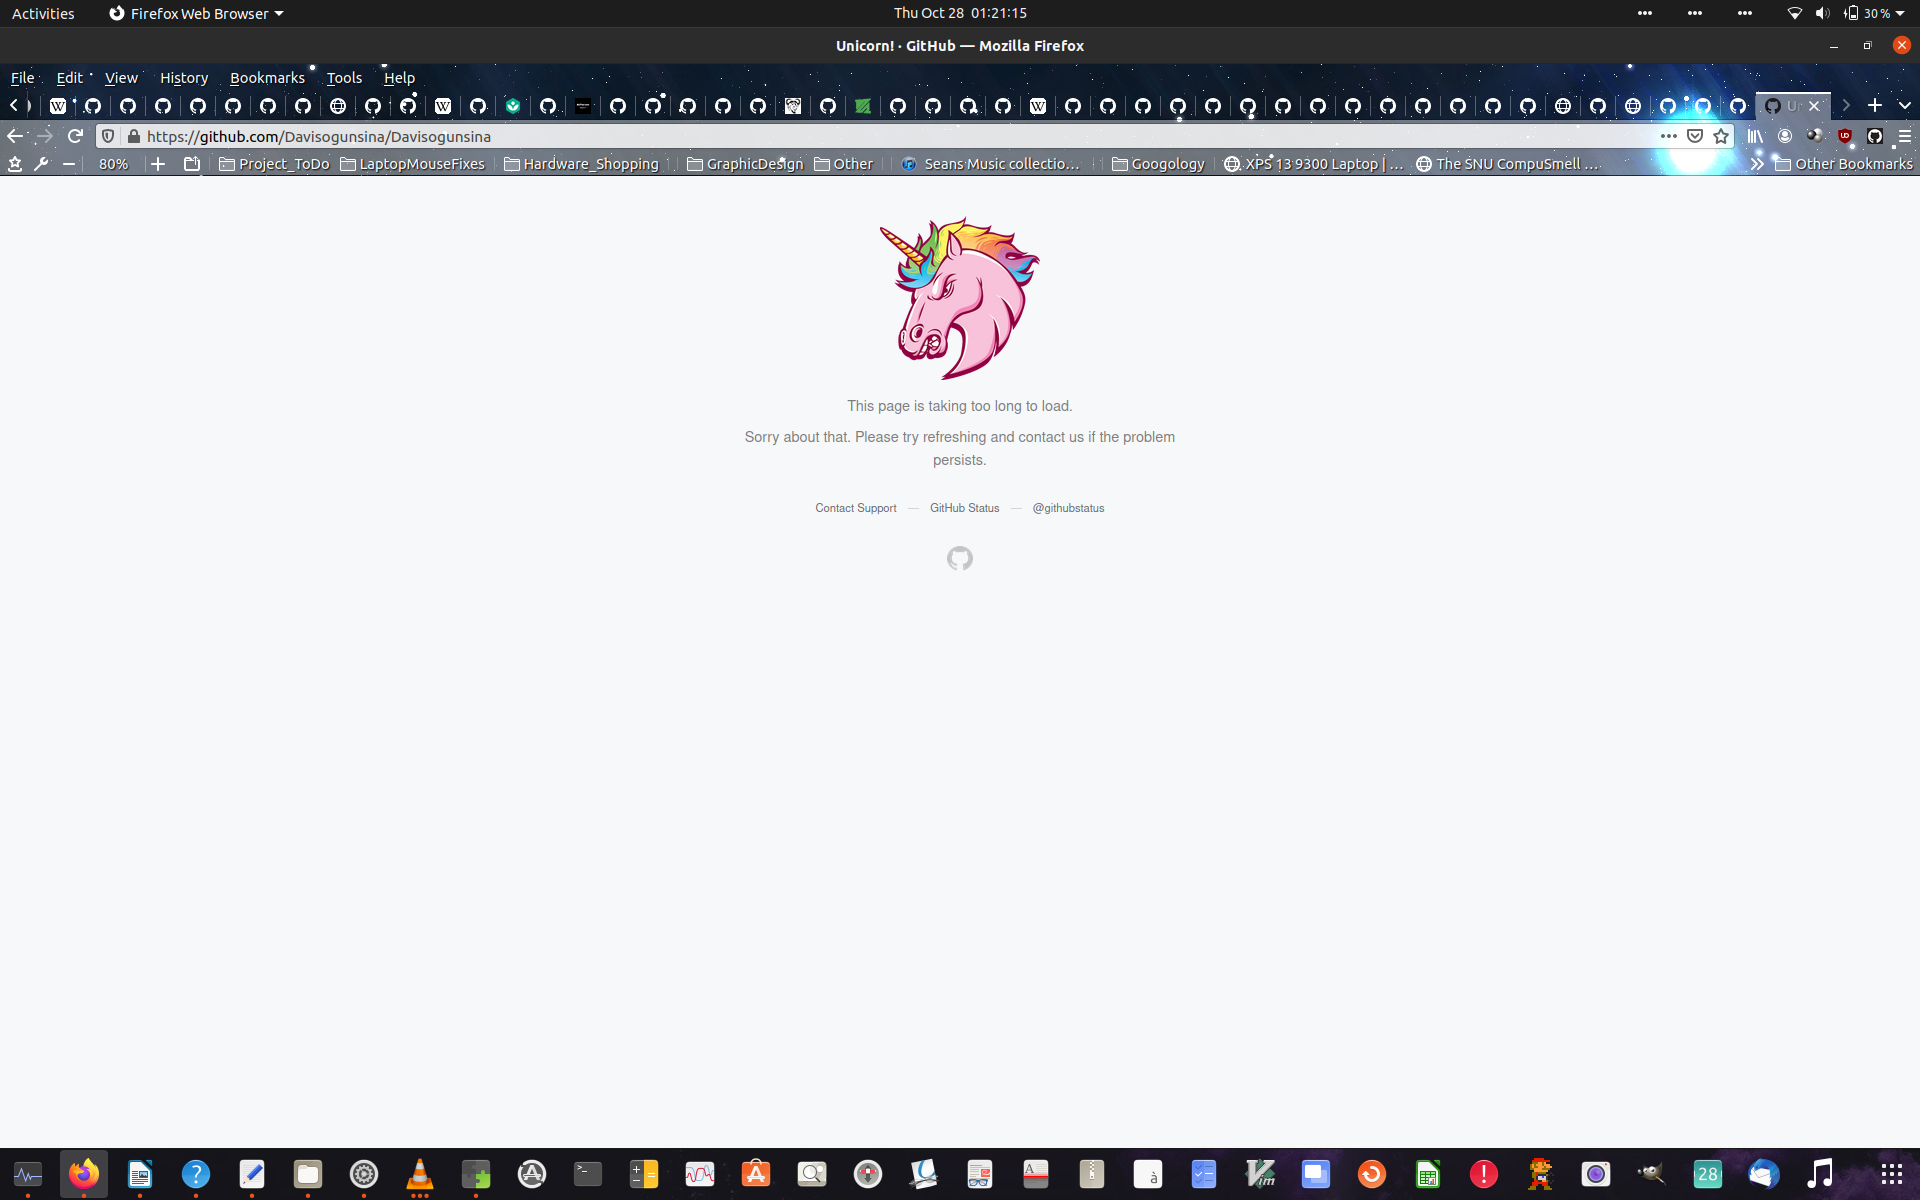 Activities Firefox Web Browser Thu Oct 28 01:21:15 30%
Unicorn! · GitHub — Mozilla Firefox
File Edit View History Bookmarks Tools Help
https://github.com/Davisogunsina/Davisogunsina
80% Project_ToDo LaptopMouseFixes Hardware_Shopping GraphicDesign Other Seans Music collectio… Googology XPS 13 9300 Laptop | … The SNU CompuSmell … Other Bookmarks
This page is taking too long to load.
Sorry about that. Please try refreshing and contact us if the problem
persists.
Contact Support — GitHub Status — @githubstatus
28